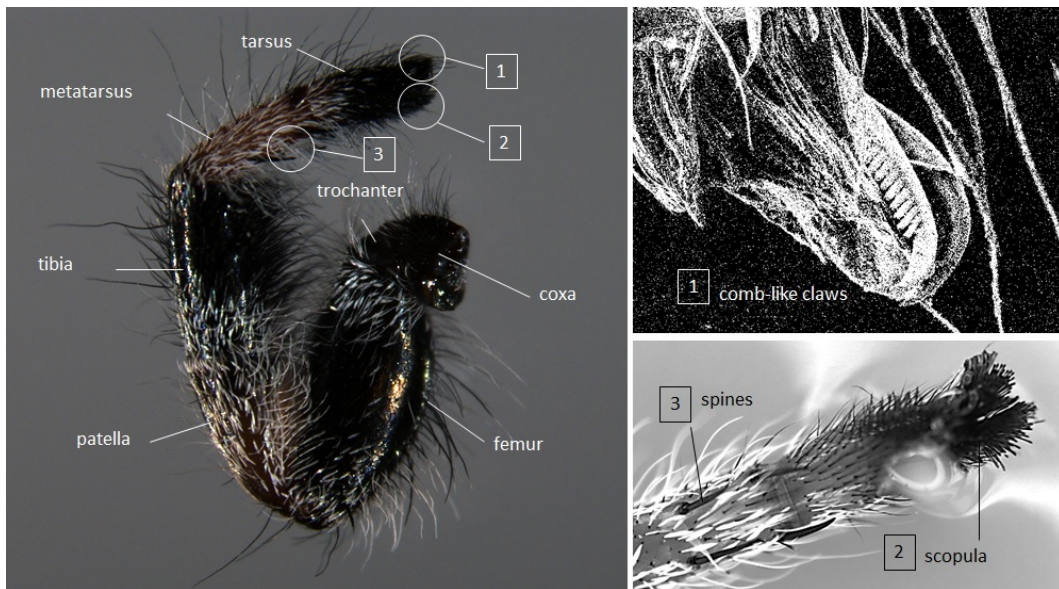 tarsus
1
metatarsus
2
3
trochanter
tibia
coxa
patella
femur
1 comb-like claws
3 spines
2 scopula